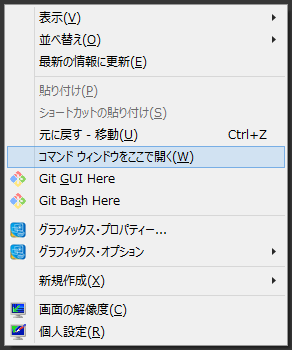 表示(V)
並べ替え(O)
最新の情報に更新(E)
貼り付け(P)
ショートカットの貼り付け(S)
元に戻す - 移動(U) Ctrl+Z
コマンド ウィンドウをここで開く(W)
Git GUI Here
Git Bash Here
グラフィックス・プロパティー...
グラフィックス・オプション
新規作成(X)
画面の解像度(C)
個人設定(R)